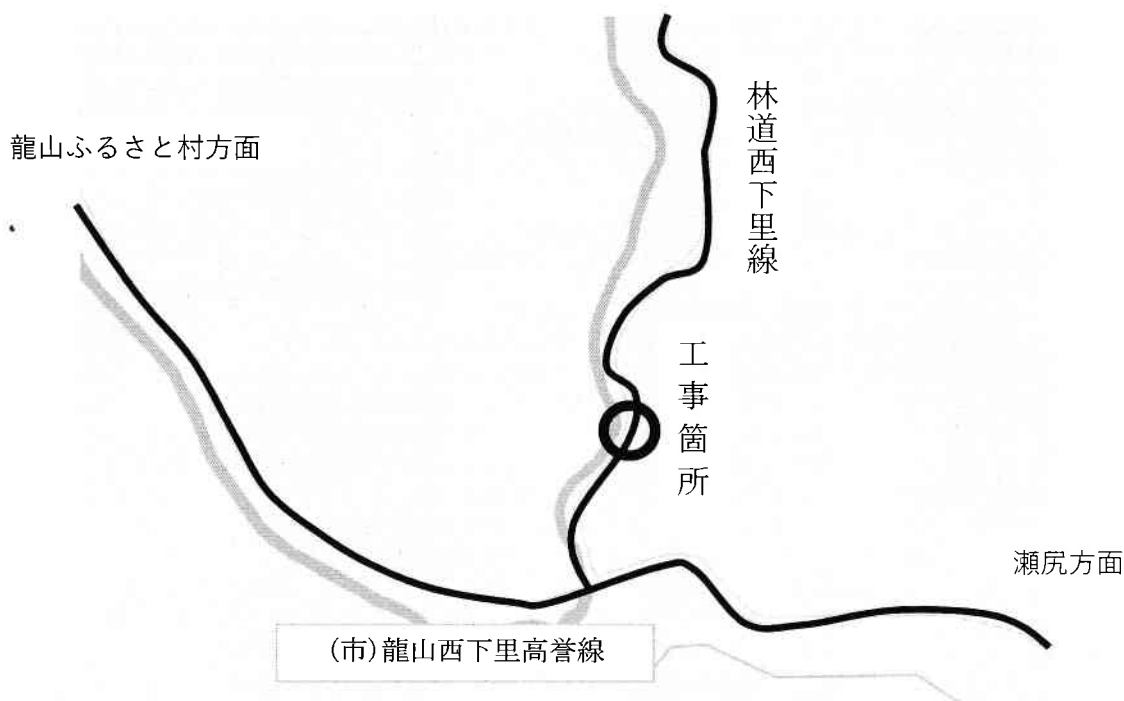 林道西下里線
龍山ふるさと村方面
工事箇所
瀬尻方面
(市)龍山西下里高誉線